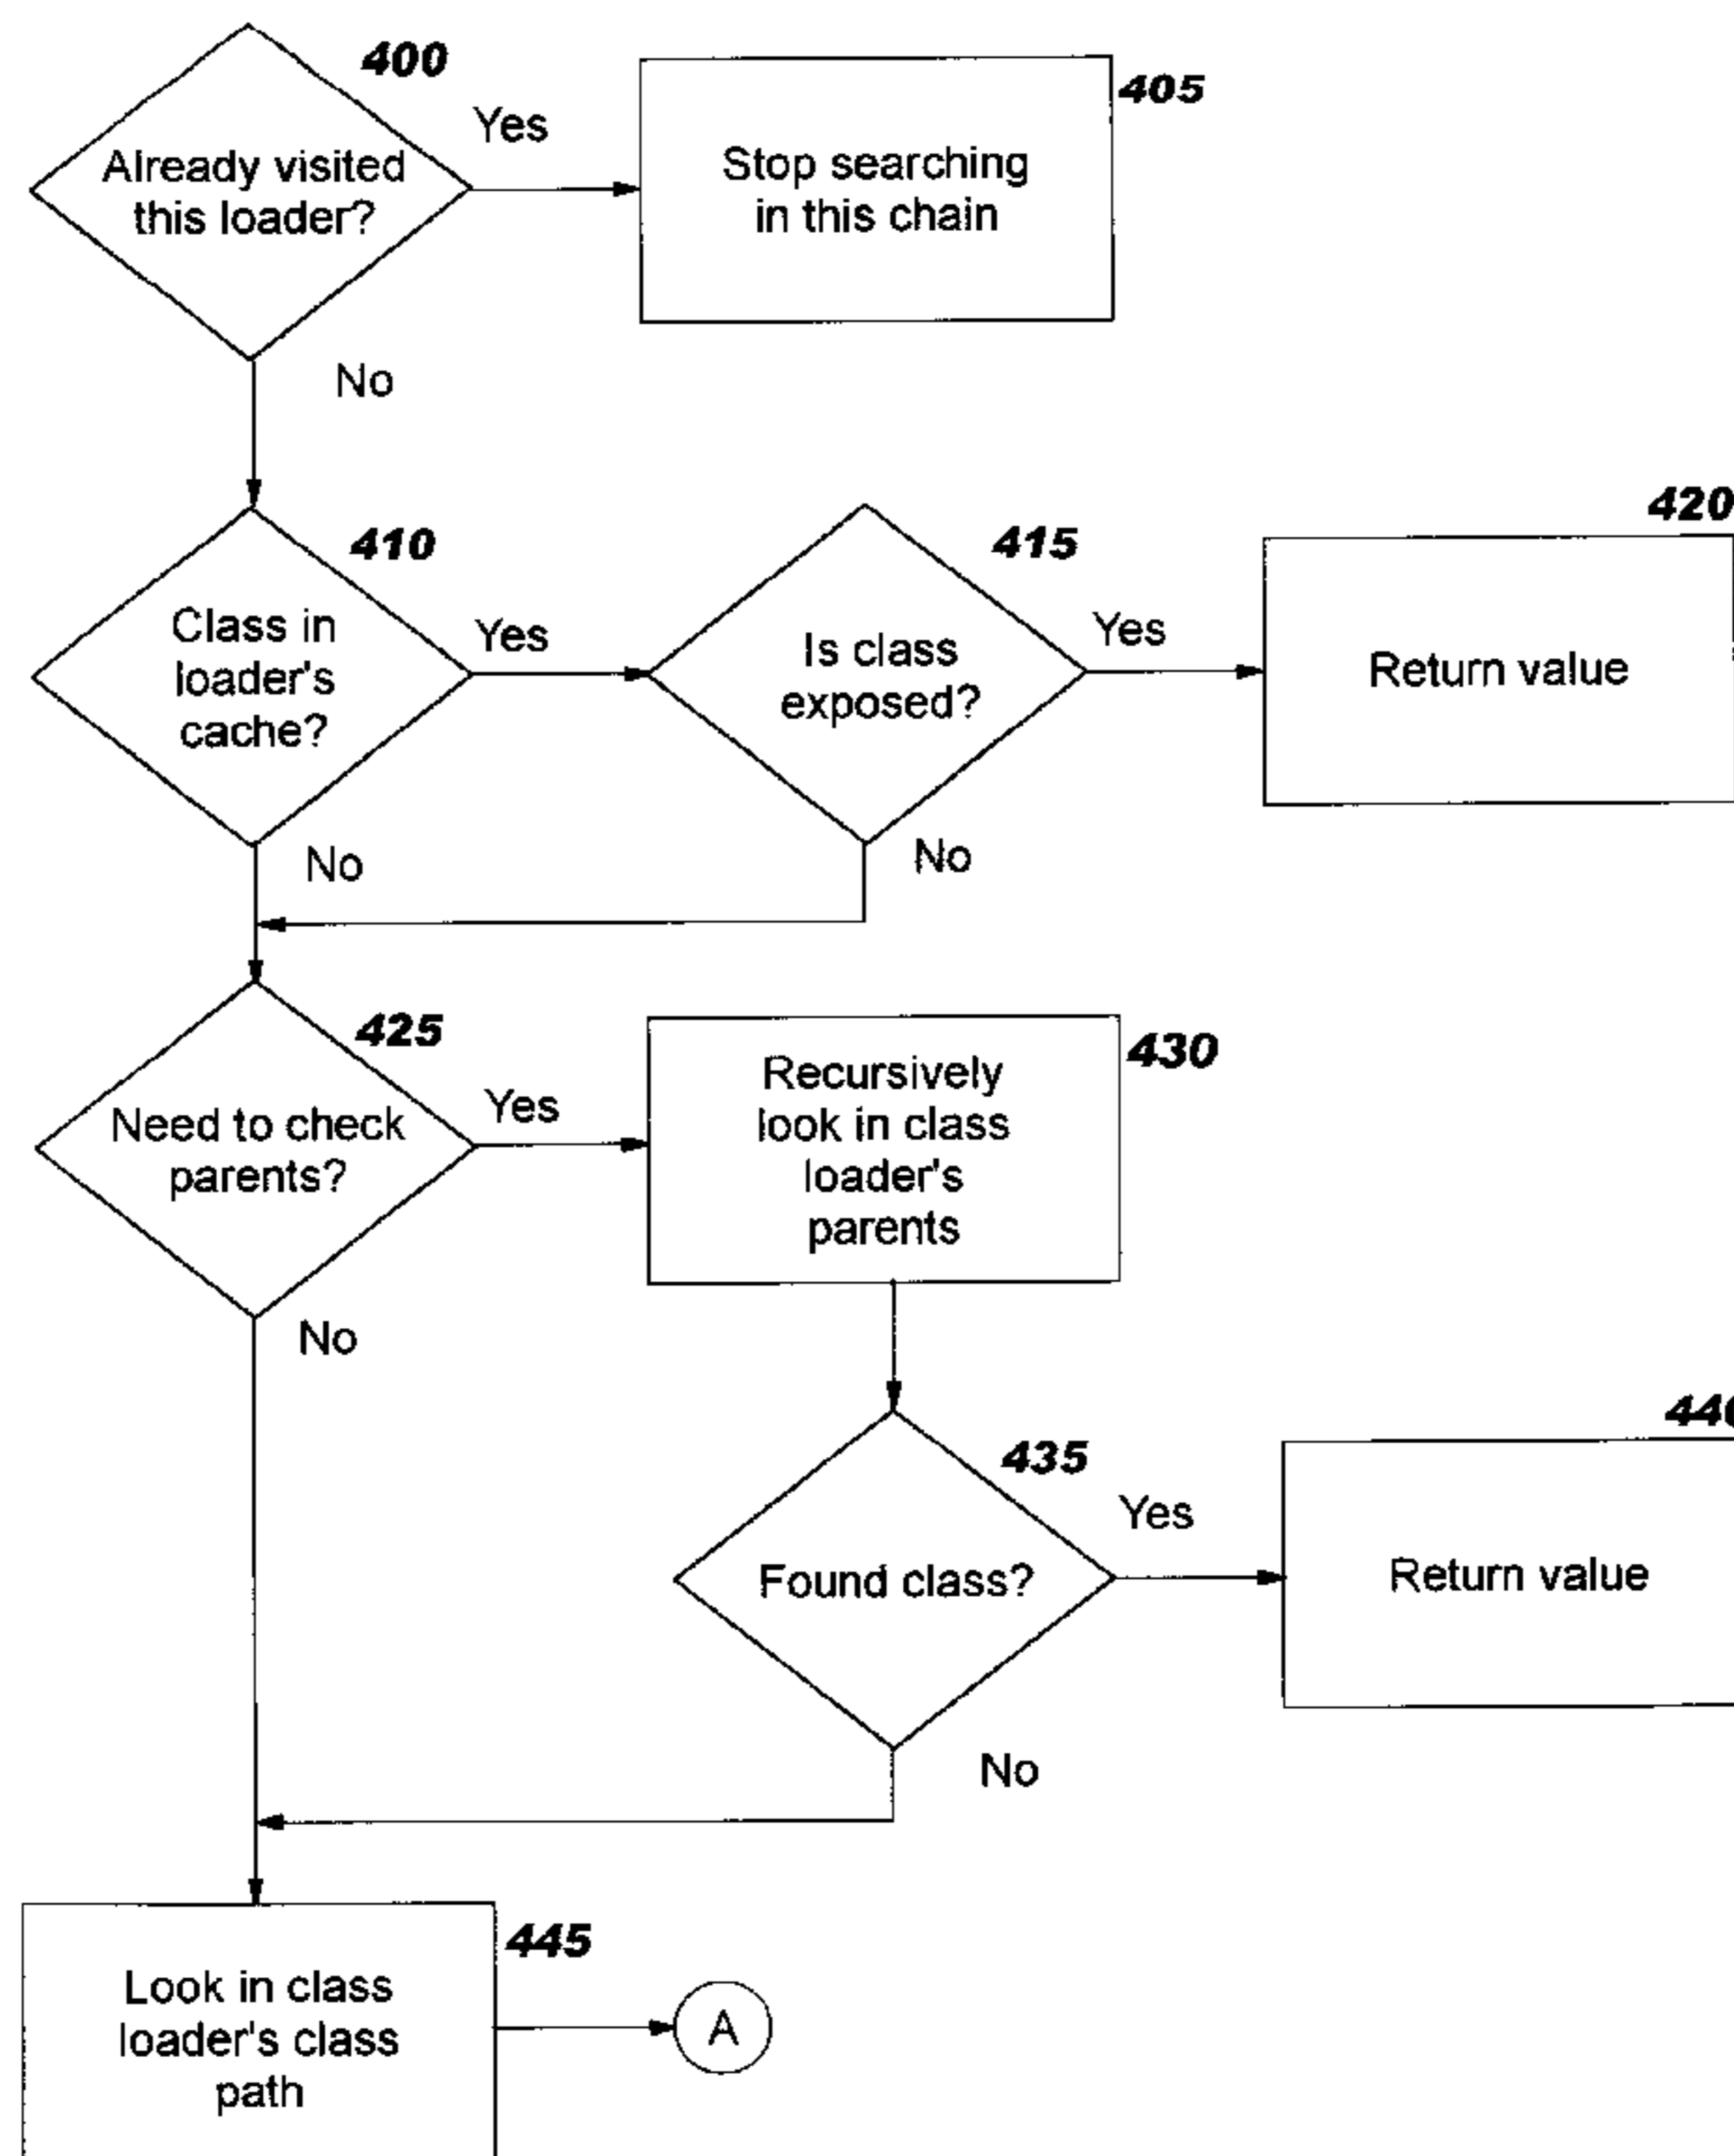 400
Already visited
this loader?
Yes
405
Stop searching
in this chain
No
410
Class in
loader's
cache?
Yes
415
Is class
exposed?
Yes
420
Return value
No
No
425
Need to check
parents?
Yes
430
Recursively
look in class
loader's
parents
No
435
Found class?
Yes
440
Return value
No
445
Look in class
loader's class
path
A